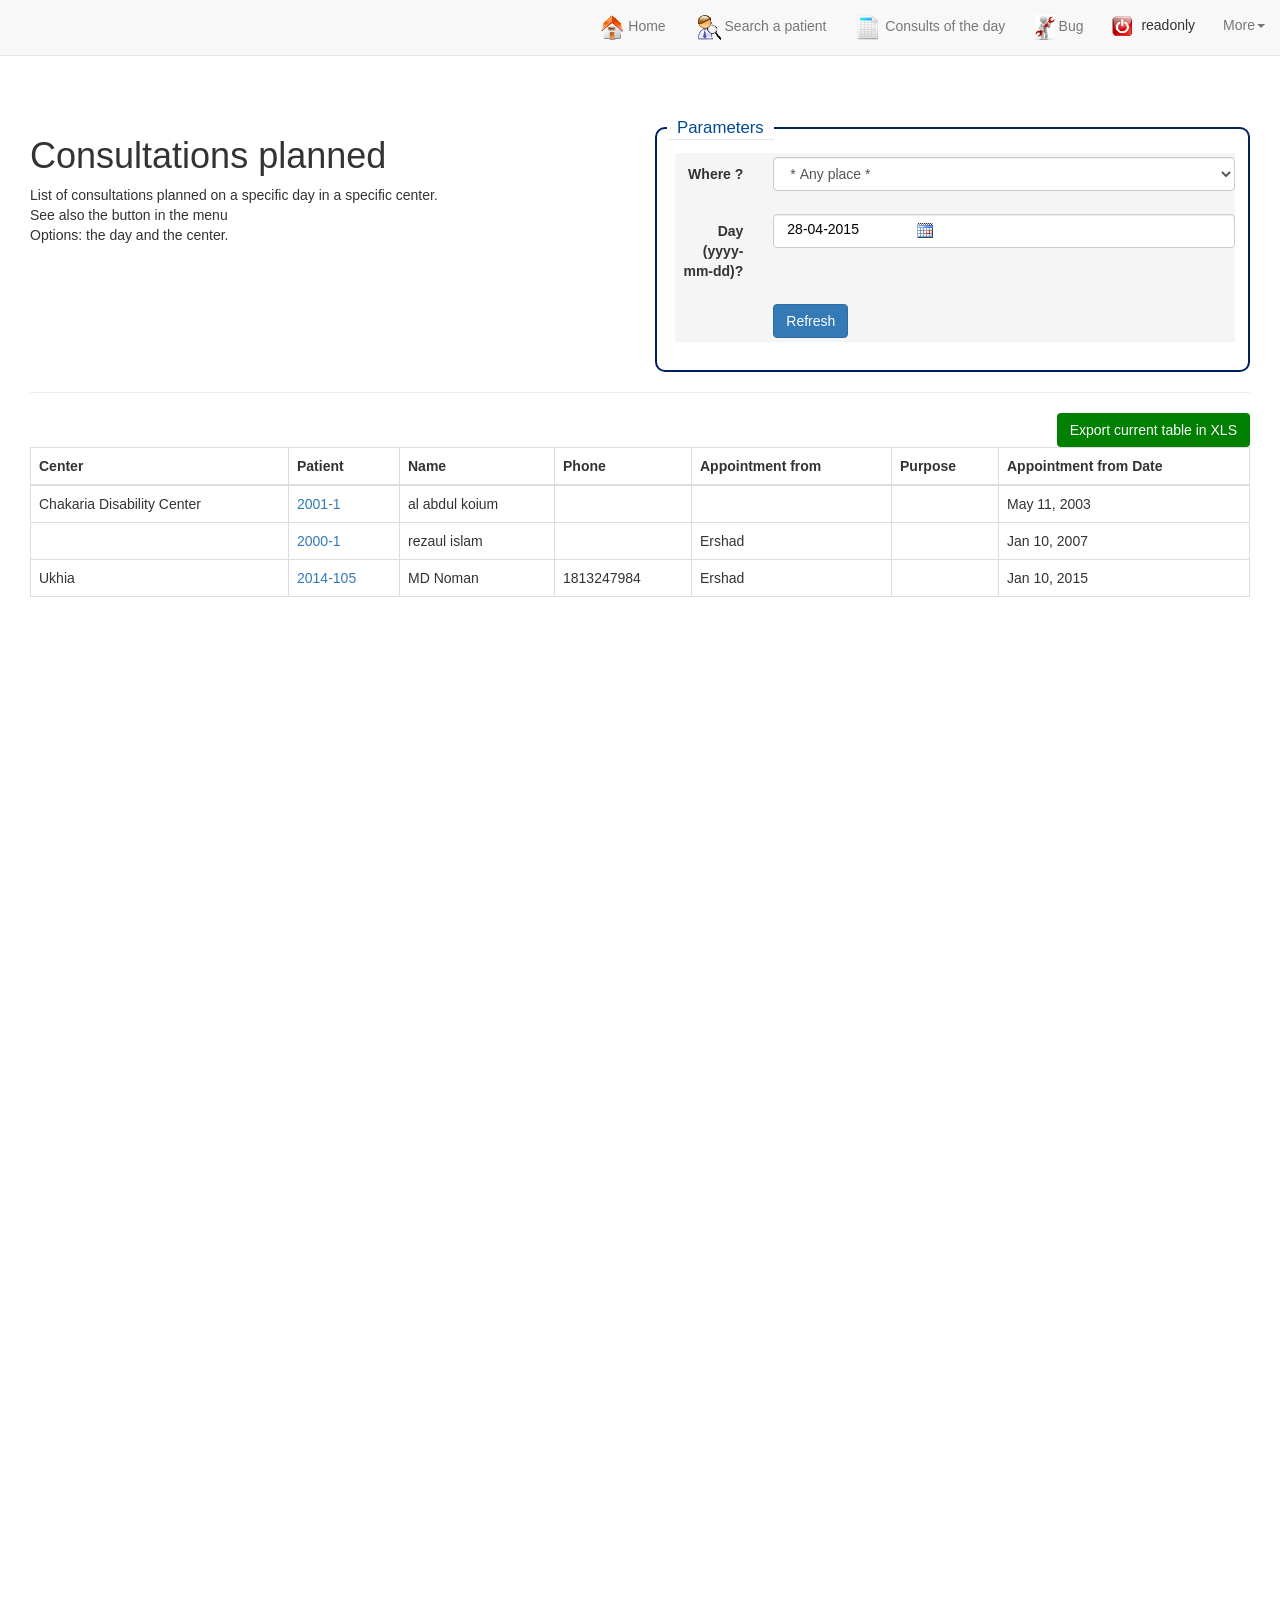 Home Search a patient Consults of the day Bug readonly More
Parameters
Consultations planned
List of consultations planned on a specific day in a specific center.
See also the button in the menu
Options: the day and the center.
Where ? * Any place *
Day (yyyy-mm-dd)? 28-04-2015
Refresh
Export current table in XLS
Center Patient Name Phone Appointment from Purpose Appointment from Date
Chakaria Disability Center 2001-1 al abdul koium May 11, 2003
2000-1 rezaul islam Ershad Jan 10, 2007
Ukhia 2014-105 MD Noman 1813247984 Ershad Jan 10, 2015